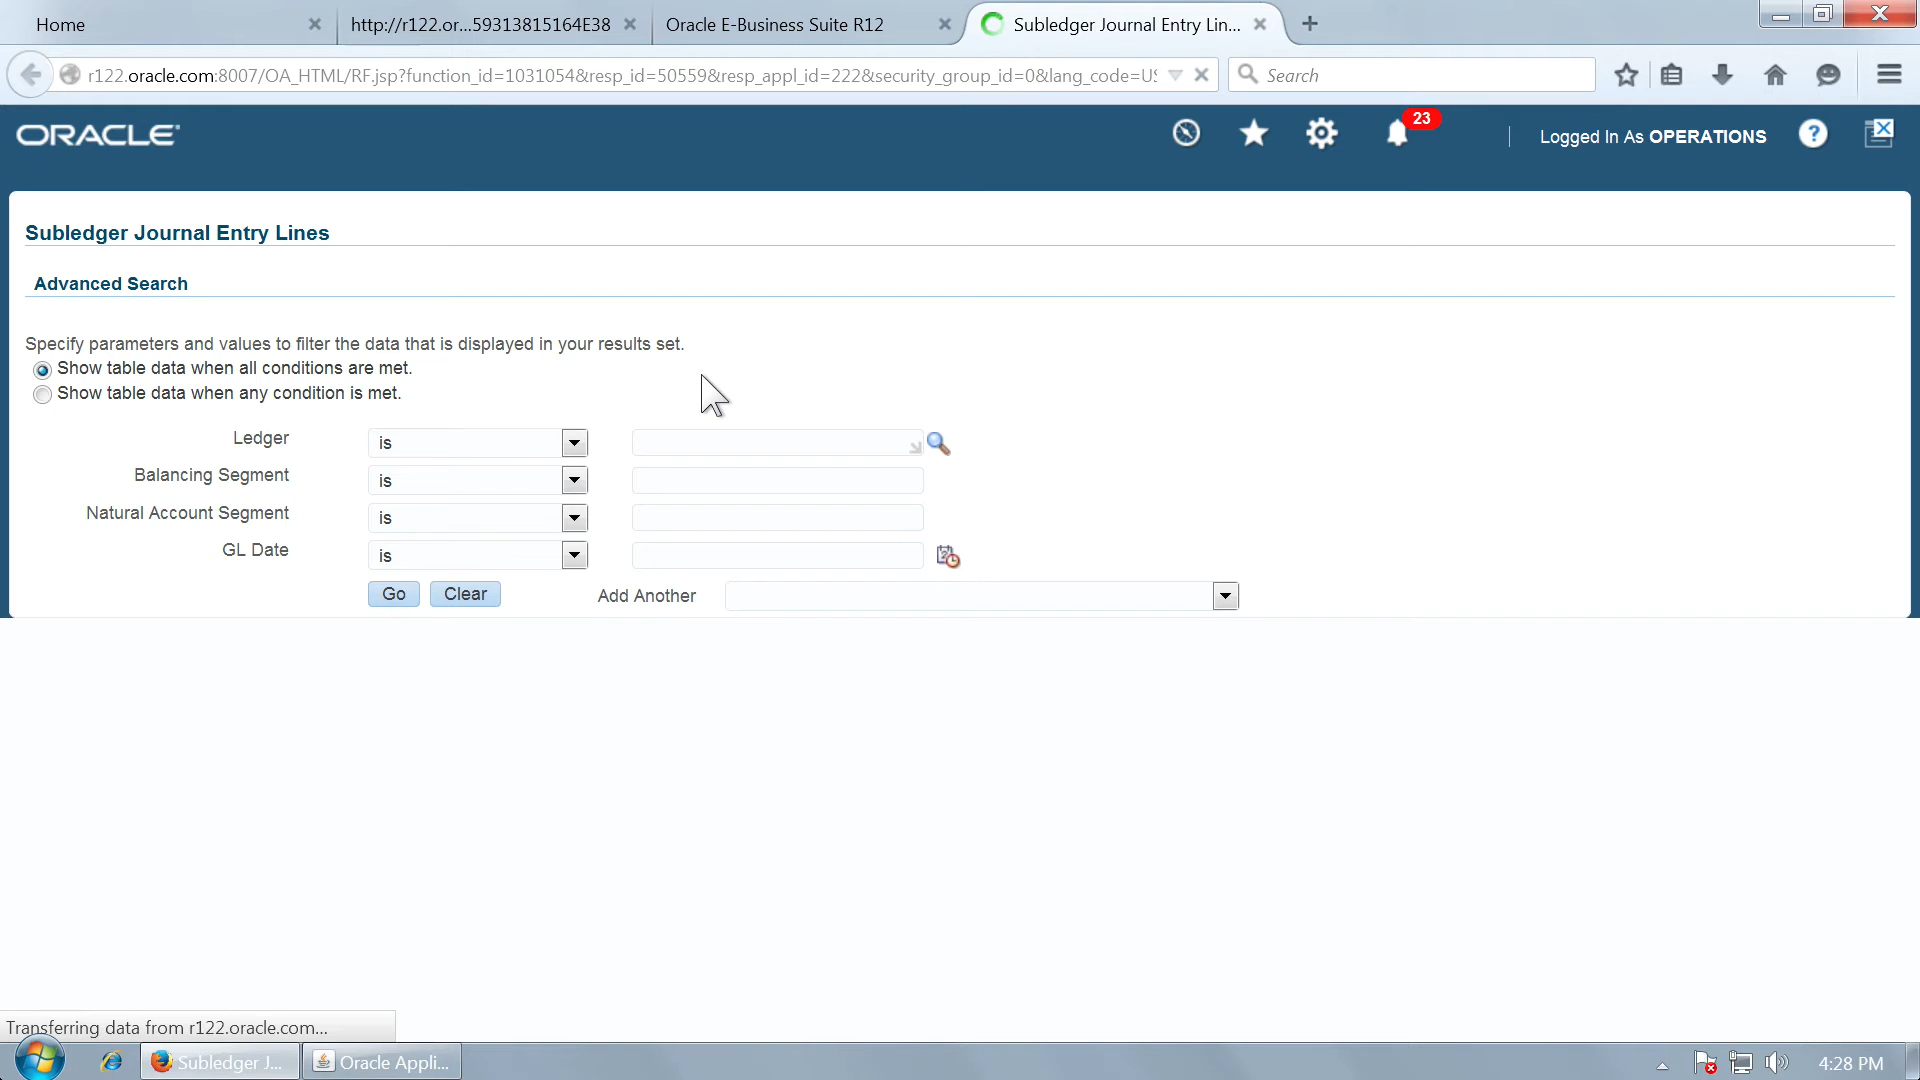 Home
http://r122.or...59313815164E38
Oracle E-Business Suite R12
Subledger Journal Entry Lin...
r122.oracle.com:8007/OA_HTML/RF.jsp?function_id=1031054&resp_id=50559&resp_appl_id=222&security_group_id=0&lang_code=US
Search
ORACLE
23
Logged In As OPERATIONS
Subledger Journal Entry Lines
Advanced Search
Specify parameters and values to filter the data that is displayed in your results set.
Show table data when all conditions are met.
Show table data when any condition is met.
Ledger is
Balancing Segment is
Natural Account Segment is
GL Date is
Go Clear Add Another
Transferring data from r122.oracle.com...
Subledger J...
Oracle Appli...
4:28 PM